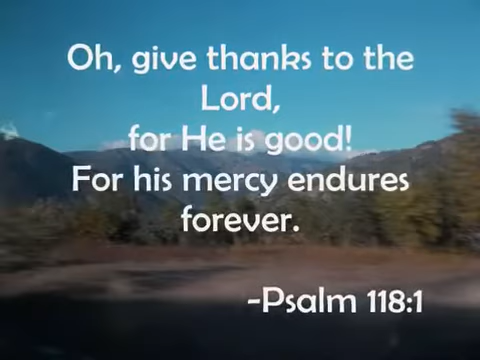 Oh, give thanks to the
Lord,
for He is good!
For his mercy endures
forever.
-Psalm 118:1